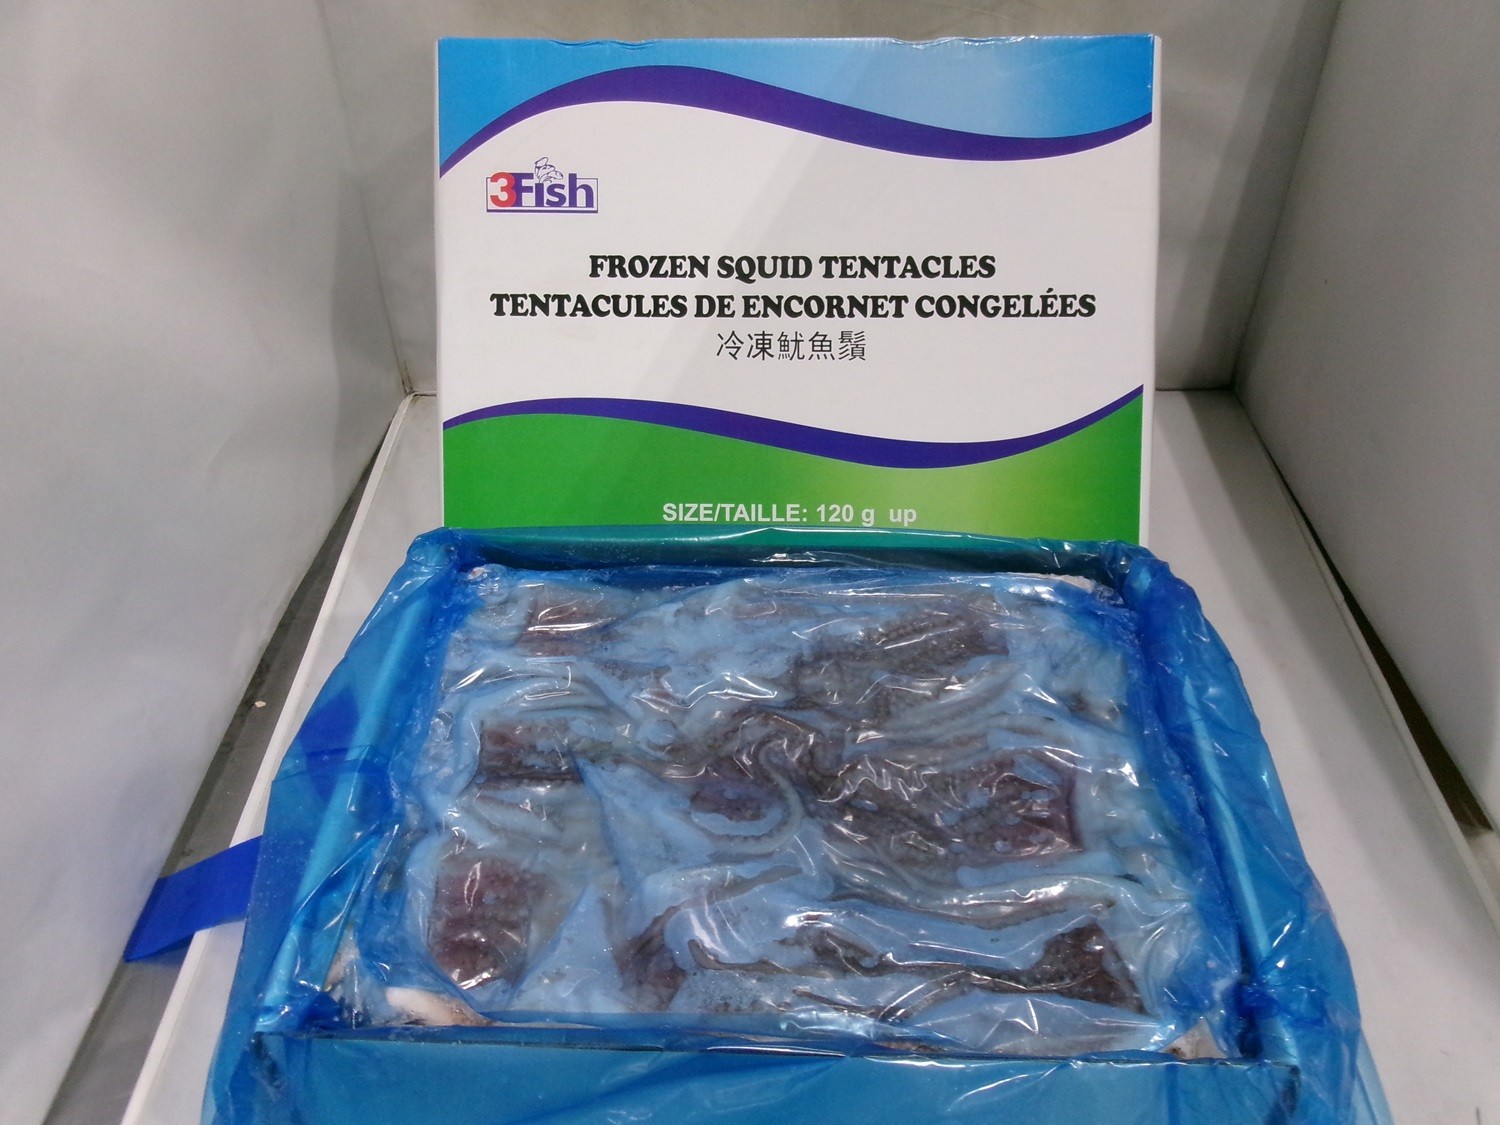 3Fish
FROZEN SQUID TENTACLES
TENTACULES DE ENCORNET CONGELÉES
冷凍魷魚鬚
SIZE/TAILLE: 120 g up